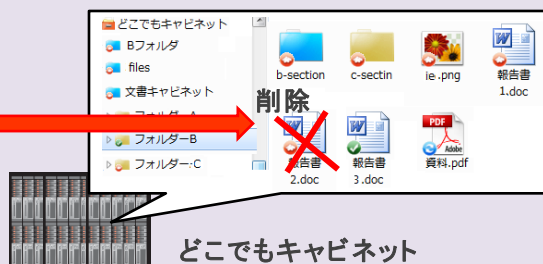 どこでもキャビネット
Bフォルダ
files
文書キャビネット
フォルダーA
フォルダーB
フォルダー:C
b-section
c-sectin
ie.png
報告書
1.doc
削除
報告書
2.doc
報告書
3.doc
PDF
Adobe
資料.pdf
どこでもキャビネット